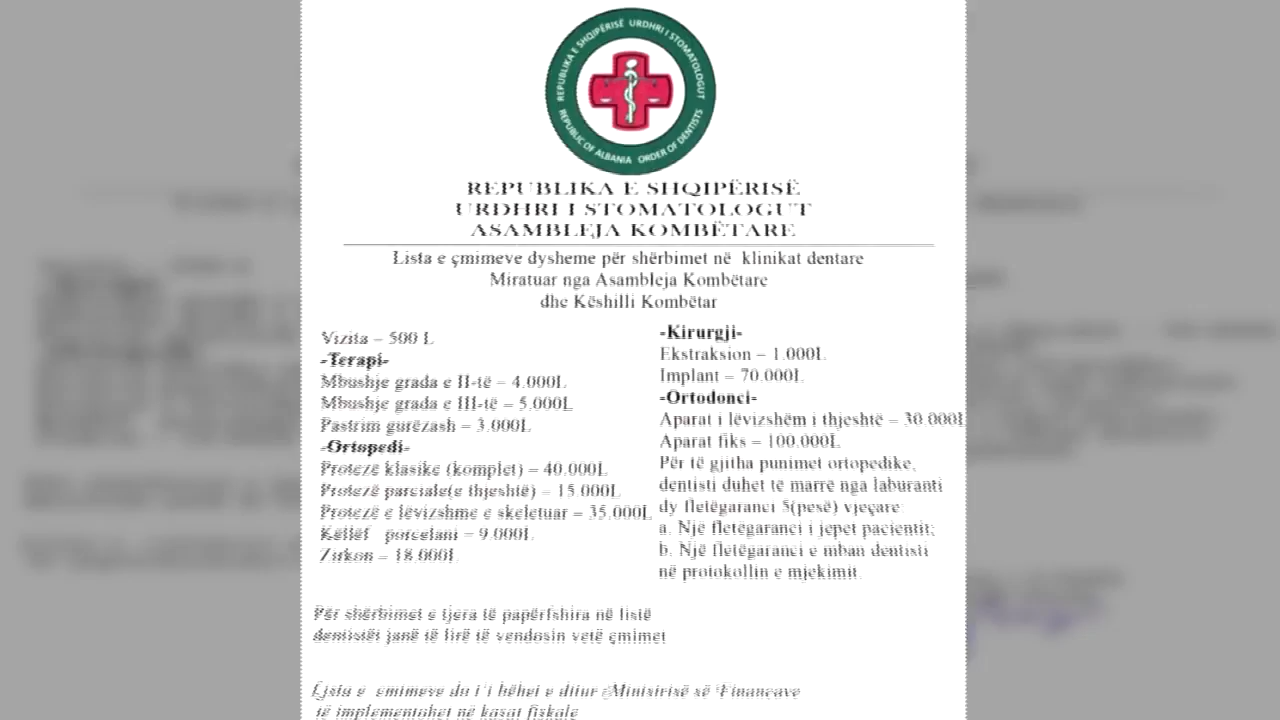 REPUBLIKA E SHQIPËRISË URDHRI I STOMATOLOGUT
REPUBLIC OF ALBANIA ORDER OF DENTISTS
REPUBLIKA E SHQIPËRISË
URDHRI I STOMATOLOGUT
ASAMBLEJA KOMBËTARE
Lista e çmimeve dysheme për shërbimet në klinikat dentare
Miratuar nga Asambleja Kombëtare
dhe Këshilli Kombëtar
Vizita – 500 L
-Terapi-
Mbushje grada e II-të – 4.000L
Mbushje grada e III-të – 5.000L
Pastrim gurëzash – 3.000L
-Ortopedi-
Protezë klasike (komplet) – 40.000L
Protezë parciale(e thjeshtë) – 15.000L
Protezë e lëvizshme e skeletuar – 35.000L
Këllëf porcelani – 9.000L
Zirkon – 18.000L
-Kirurgji-
Ekstraksion – 1.000L
Implant – 70.000L
-Ortodonci-
Aparat i lëvizshëm i thjeshtë – 30.000L
Aparat fiks – 100.000L
Për të gjitha punimet ortopedike,
dentisti duhet të marrë nga laburanti
dy fletëgaranci 5(pesë) vjeçare
a. Një fletëgaranci i jepet pacientit;
b. Një fletëgaranci e mban dentisti
në protokollin e mjekimit.
Për shërbimet e tjera të papërfshira në listë
dentistët janë të lirë të vendosin vetë çmimet
Lista e çmimeve do t'i bëhet e ditur Ministrisë së Financave
të implementohet në kasat fiskale